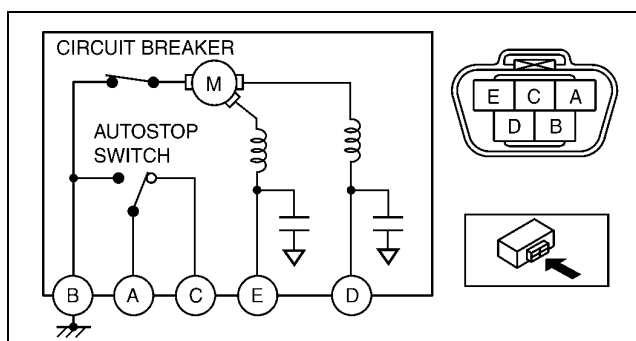 CIRCUIT BREAKER
M
E C A
D B
AUTOSTOP
SWITCH
B A C E D